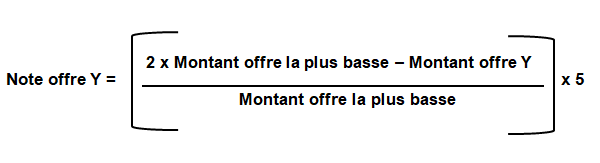 2 x Montant offre la plus basse – Montant offre Y
Note offre Y = x 5
Montant offre la plus basse